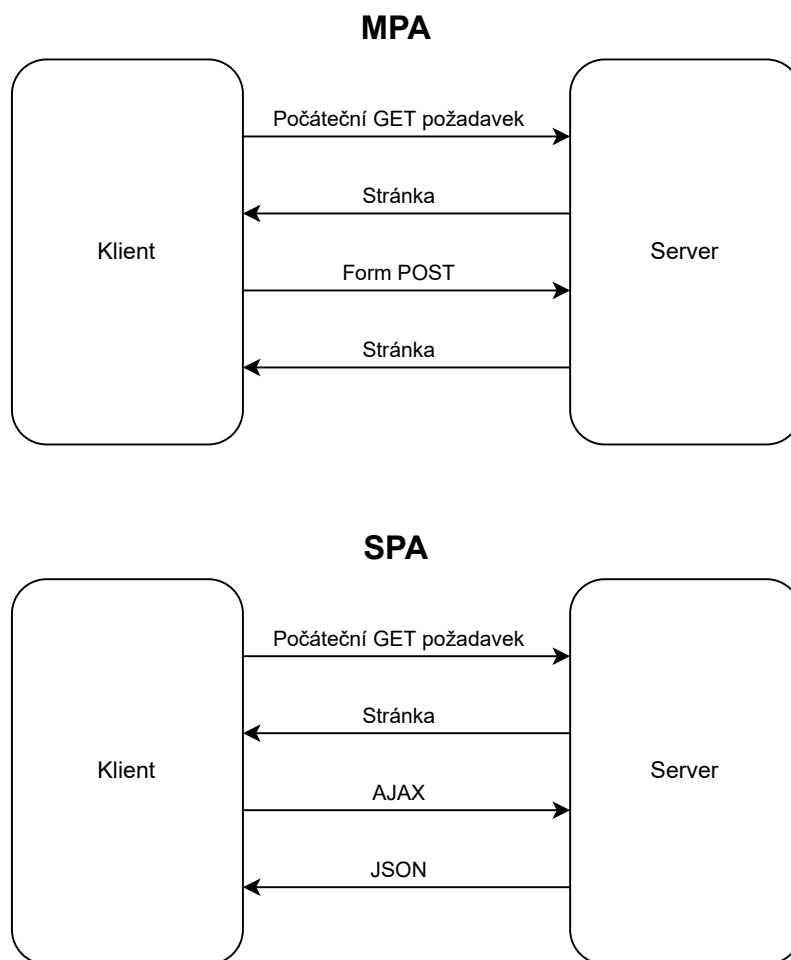 MPA
Počáteční GET požadavek
Stránka
Klient
Server
Form POST
Stránka
SPA
Počáteční GET požadavek
Stránka
Klient
Server
AJAX
JSON